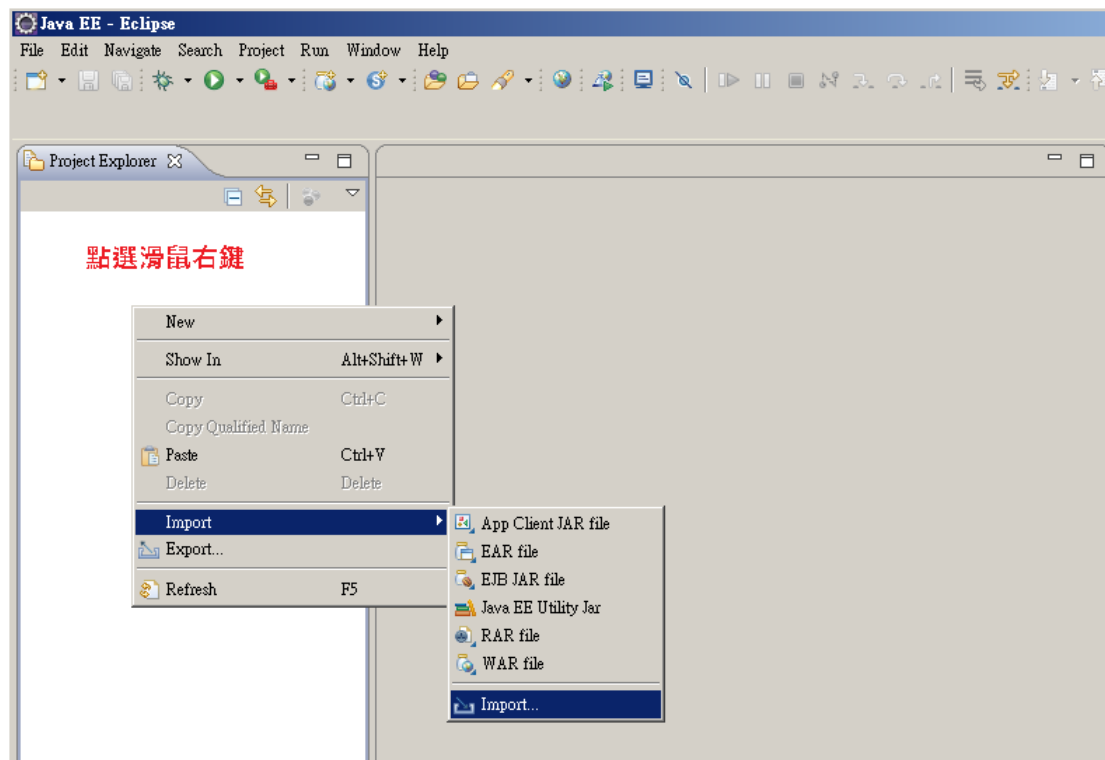 Java EE - Eclipse
File Edit Navigate Search Project Run Window Help
Project Explorer
點選滑鼠右鍵
New
Show In Alt+Shift+W
Copy Ctrl+C
Copy Qualified Name
Paste Ctrl+V
Delete Delete
Import
Export...
Refresh F5
App Client JAR file
EAR file
EJB JAR file
Java EE Utility Jar
RAR file
WAR file
Import...